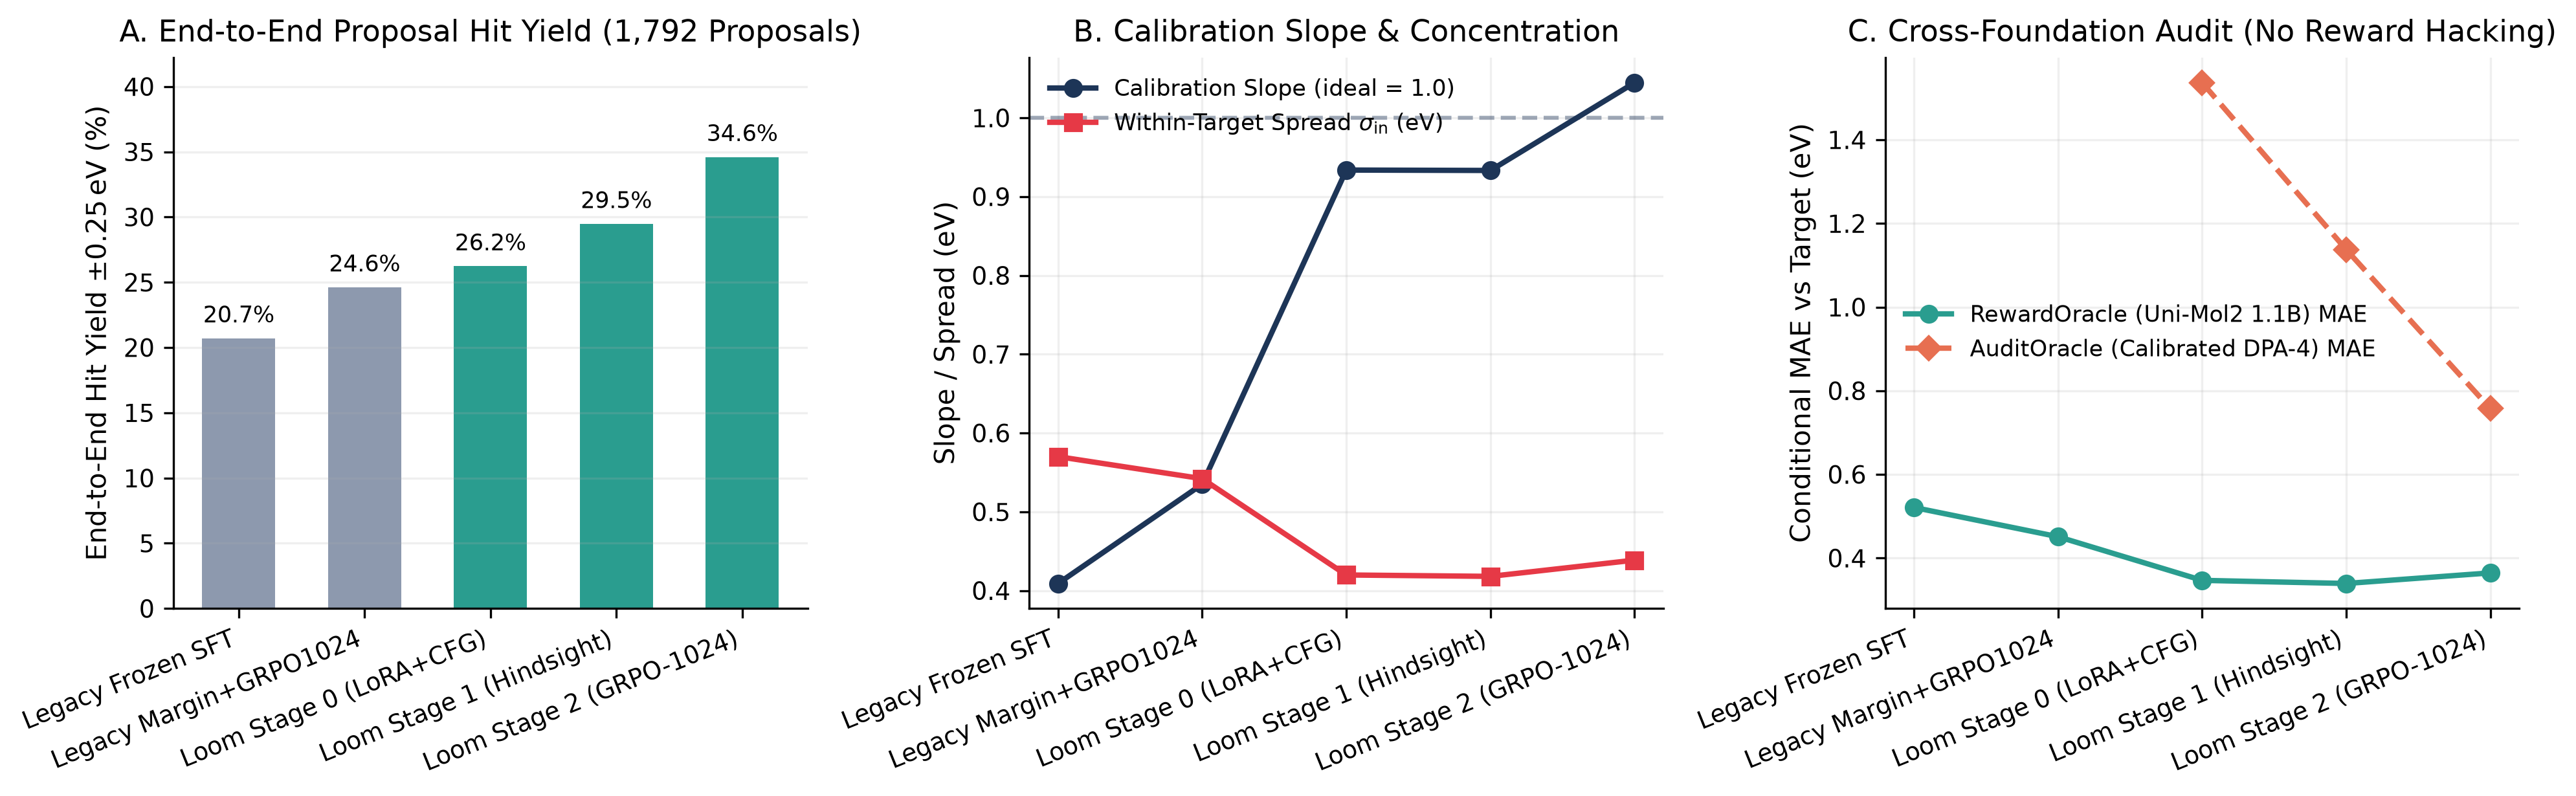 A. End-to-End Proposal Hit Yield (1,792 Proposals)
End-to-End Hit Yield ±0.25 eV (%)
40
35
30
25
20
15
10
5
0
20.7%
24.6%
26.2%
29.5%
34.6%
Legacy Frozen SFT
Legacy Margin+GRPO1024
Loom Stage 0 (LoRA+CFG)
Loom Stage 1 (Hindsight)
Loom Stage 2 (GRPO-1024)
B. Calibration Slope & Concentration
Slope / Spread (eV)
1.0
0.9
0.8
0.7
0.6
0.5
0.4
Calibration Slope (ideal = 1.0)
Within-Target Spread σin (eV)
Legacy Frozen SFT
Legacy Margin+GRPO1024
Loom Stage 0 (LoRA+CFG)
Loom Stage 1 (Hindsight)
Loom Stage 2 (GRPO-1024)
C. Cross-Foundation Audit (No Reward Hacking)
Conditional MAE vs Target (eV)
1.4
1.2
1.0
0.8
0.6
0.4
RewardOracle (Uni-Mol2 1.1B) MAE
AuditOracle (Calibrated DPA-4) MAE
Legacy Frozen SFT
Legacy Margin+GRPO1024
Loom Stage 0 (LoRA+CFG)
Loom Stage 1 (Hindsight)
Loom Stage 2 (GRPO-1024)